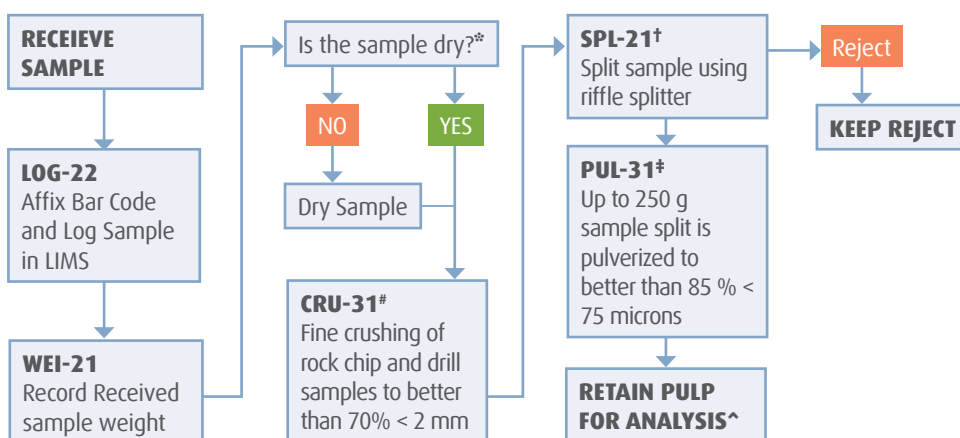 RECEIEVE
SAMPLE
LOG-22
Affix Bar Code
and Log Sample
in LIMS
WEI-21
Record Received
sample weight
Is the sample dry?*
NO
YES
Dry Sample
CRU-31#
Fine crushing of
rock chip and drill
samples to better
than 70% < 2 mm
SPL-21†
Split sample using
riffle splitter
Reject
KEEP REJECT
PUL-31‡
Up to 250 g
sample split is
pulverized to
better than 85 % <
75 microns
RETAIN PULP
FOR ANALYSIS^